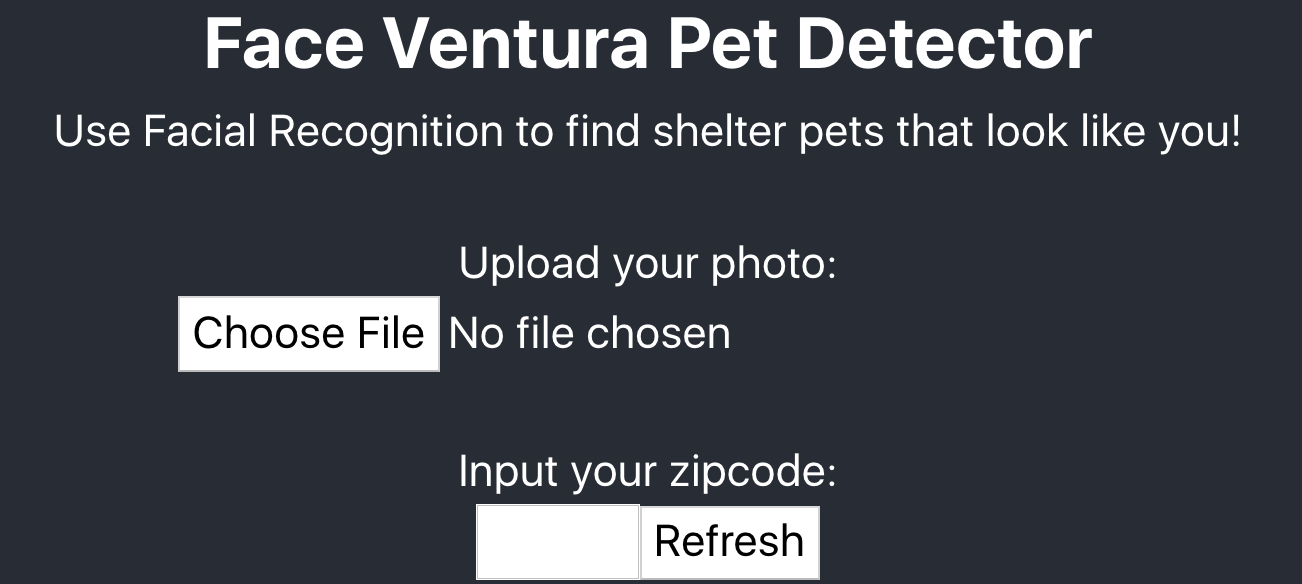 Face Ventura Pet Detector
Use Facial Recognition to find shelter pets that look like you!
Upload your photo:
Choose File No file chosen
Input your zipcode:
Refresh